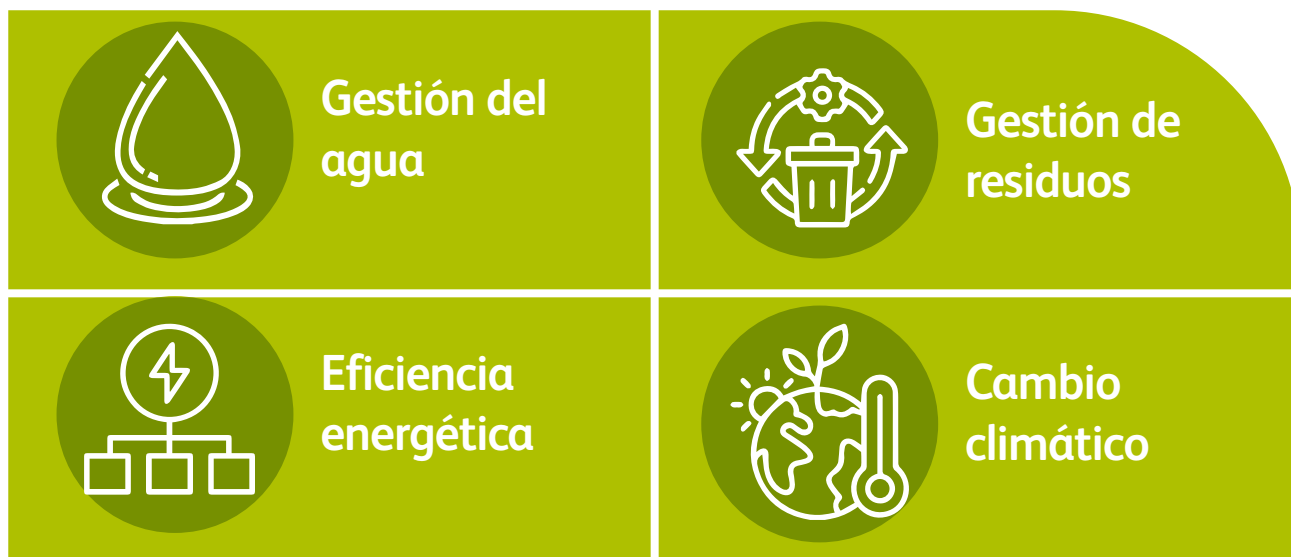 Gestión del
agua
Gestión de
residuos
Eficiencia
energética
Cambio
climático